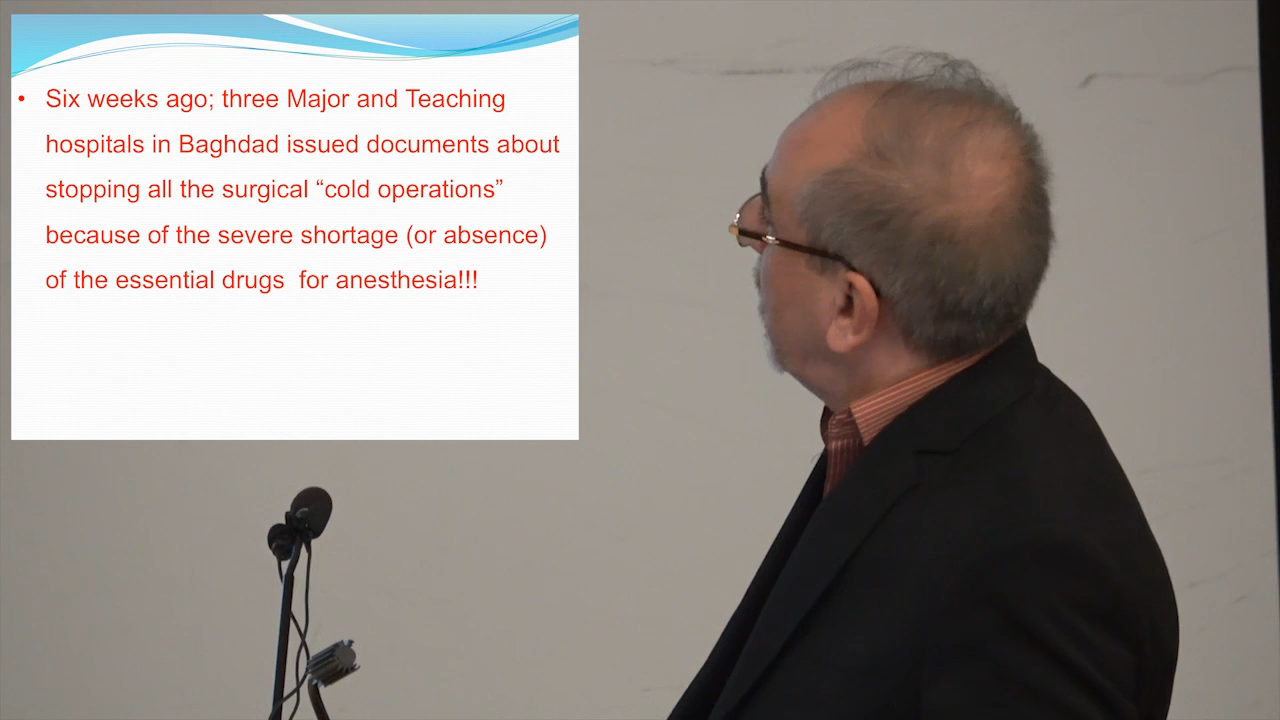 • Six weeks ago; three Major and Teaching
hospitals in Baghdad issued documents about
stopping all the surgical “cold operations”
because of the severe shortage (or absence)
of the essential drugs  for anesthesia!!!